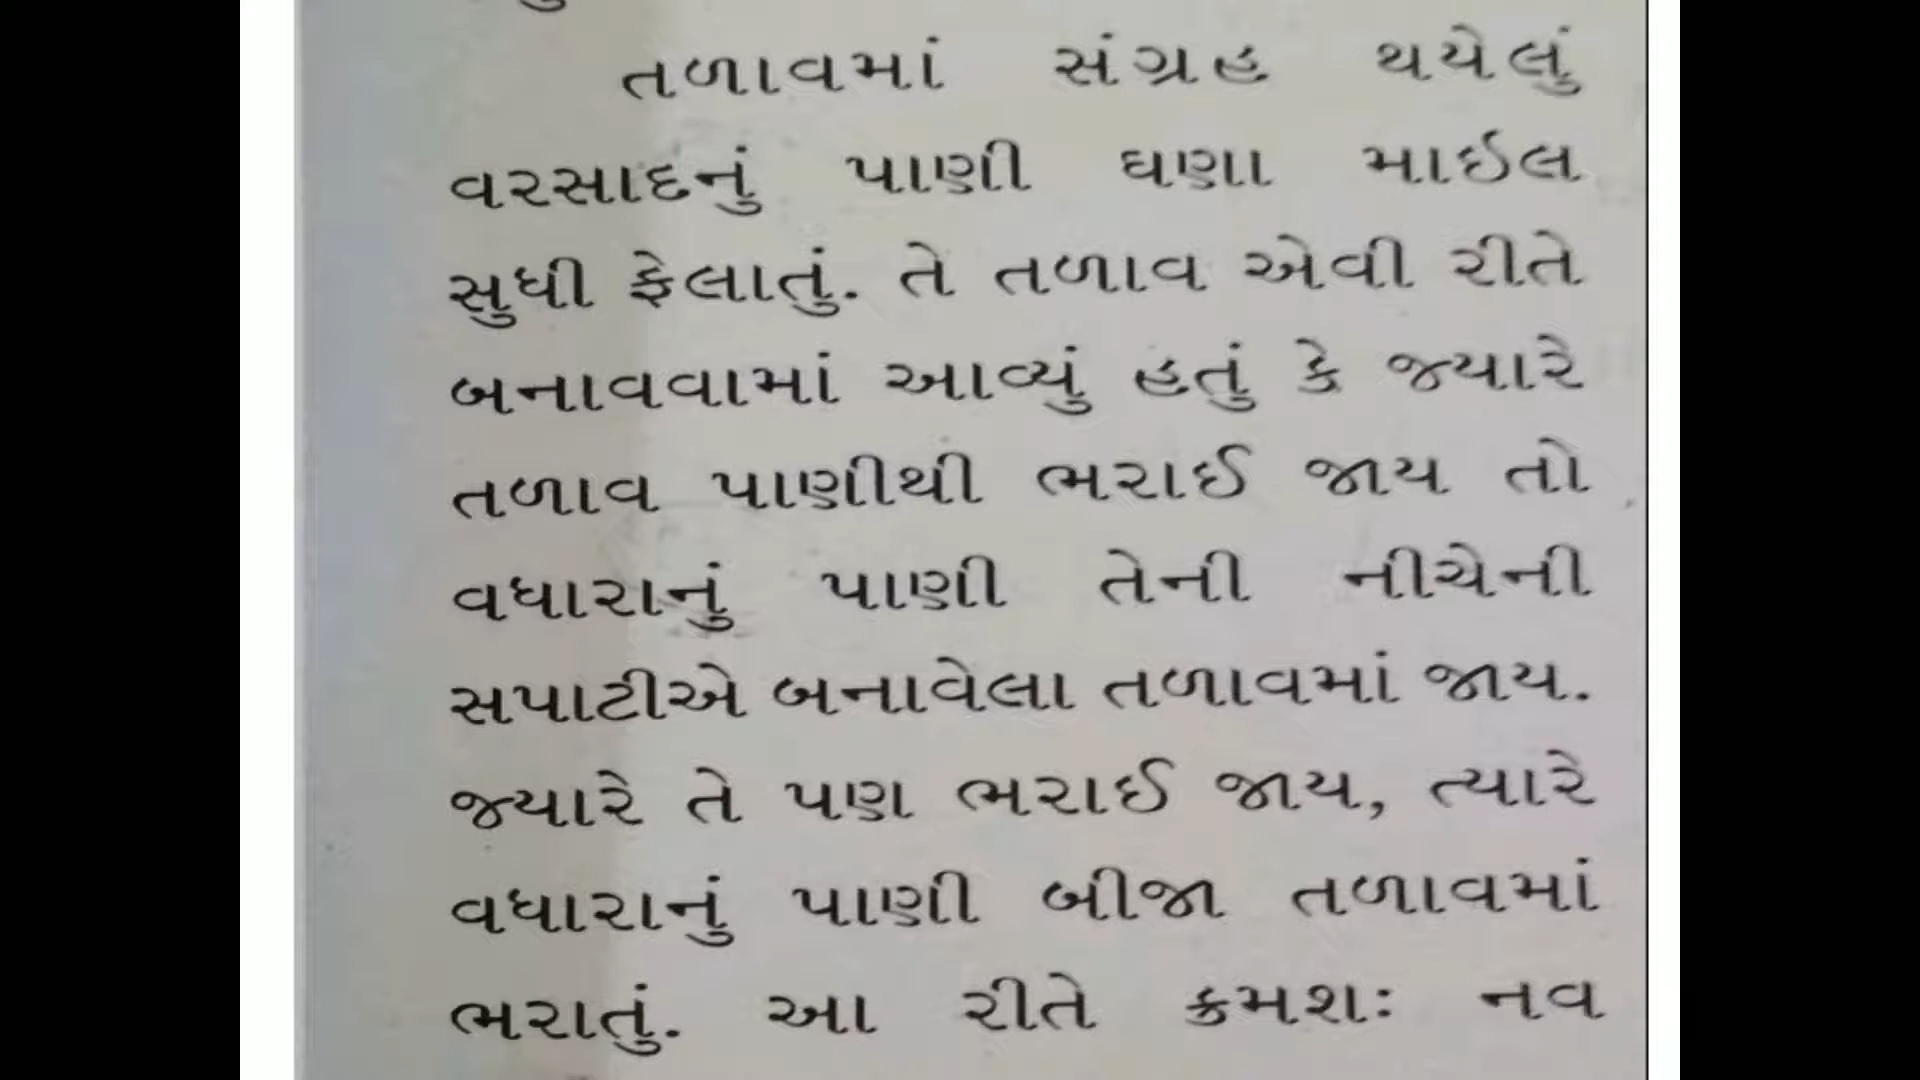 તળાવમાં સંગ્રહ થયેલું
વરસાદનું પાણી ઘણા માઈલ
સુધી ફેલાતું. તે તળાવ એવી રીતે
બનાવવામાં આવ્યું હતું કે જ્યારે
તળાવ પાણીથી ભરાઈ જાય તો
વધારાનું પાણી તેની નીચેની
સપાટીએ બનાવેલા તળાવમાં જાય.
જ્યારે તે પણ ભરાઈ જાય, ત્યારે
વધારાનું પાણી બીજા તળાવમાં
ભરાતું. આ રીતે ક્રમશઃ નવ